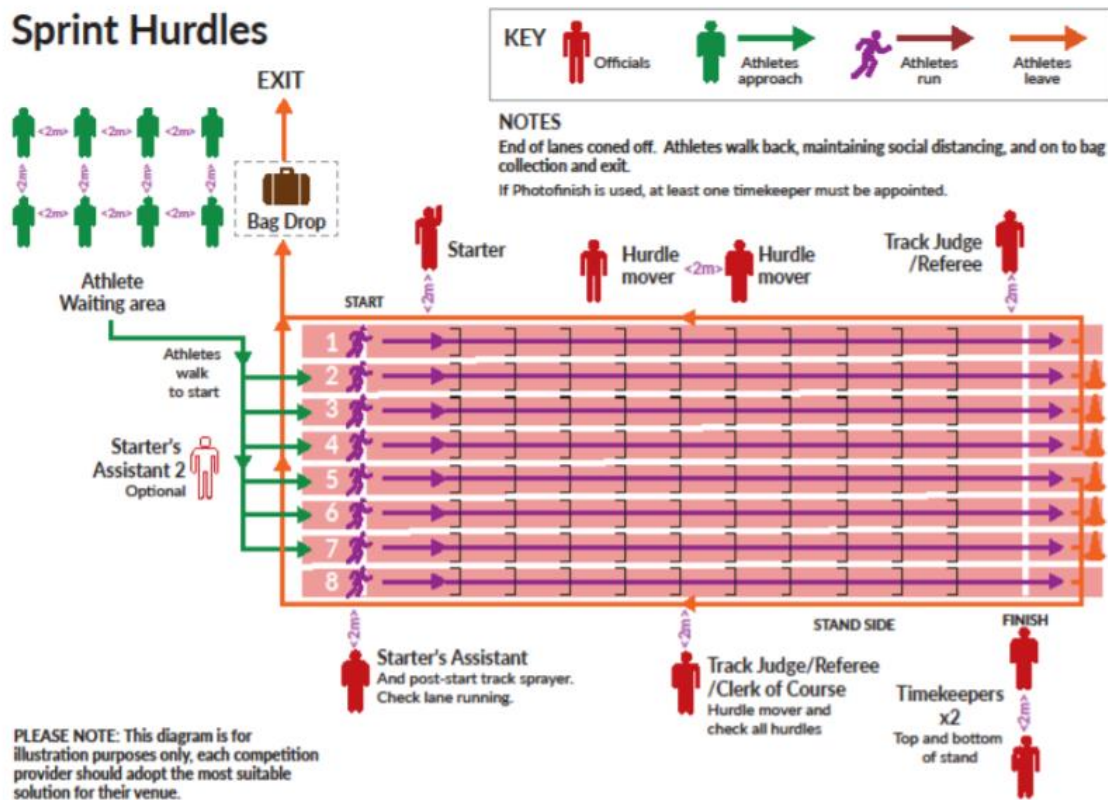 Sprint Hurdles
KEY
Officials
Athletes
approach
Athletes
run
Athletes
leave
EXIT
<2m> <2m> <2m>
<2m> <2m> <2m> <2m>
<2m> <2m> <2m>
Bag Drop
NOTES
End of lanes coned off. Athletes walk back, maintaining social distancing, and on to bag
collection and exit.
If Photofinish is used, at least one timekeeper must be appointed.
Starter
<2m>
Hurdle
mover
<2m>
Hurdle
mover
Track Judge
/Referee
<2m>
Athlete
Waiting area
START
Athletes
walk
to start
Starter's
Assistant 2
Optional
1
2
3
4
5
6
7
8
STAND SIDE
FINISH
<2m>
Starter's Assistant
And post-start track sprayer.
Check lane running.
<2m>
Track Judge/Referee
/Clerk of Course
Hurdle mover and
check all hurdles
Timekeepers
x2
Top and bottom
of stand
<2m>
PLEASE NOTE: This diagram is for
illustration purposes only, each competition
provider should adopt the most suitable
solution for their venue.